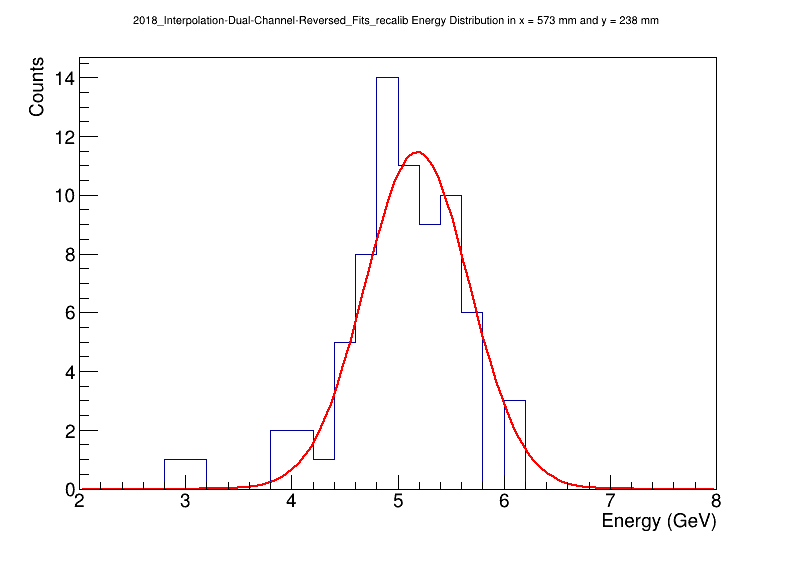 2018_Interpolation-Dual-Channel-Reversed_Fits_recalib Energy Distribution in x = 573 mm and y = 238 mm
Counts
14
12
10
8
6
4
2
0
2 3 4 5 6 7 8
Energy (GeV)